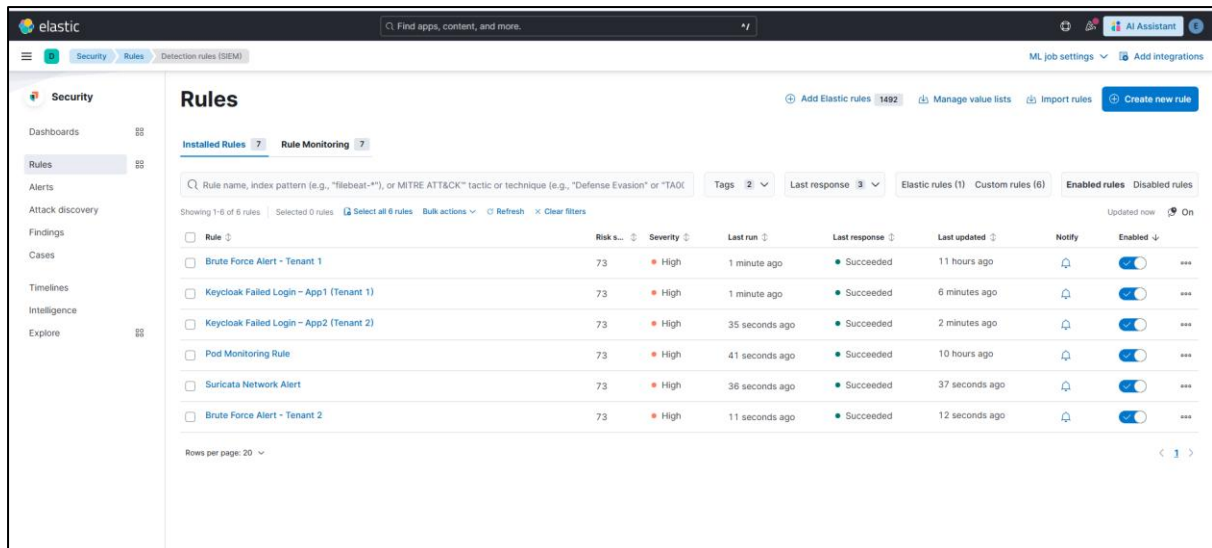 elastic
Find apps, content, and more.
^/
AI Assistant
E
D
Security
Rules
Detection rules (SIEM)
ML job settings
Add integrations
Security
Dashboards
Rules
Alerts
Attack discovery
Findings
Cases
Timelines
Intelligence
Explore
Rules
Add Elastic rules 1492
Manage value lists
Import rules
Create new rule
Installed Rules 7
Rule Monitoring 7
Rule name, index pattern (e.g., "filebeat-*"), or MITRE ATT&CK™ tactic or technique (e.g., "Defense Evasion" or "TA0(
Tags 2
Last response 3
Elastic rules (1) Custom rules (6)
Enabled rules Disabled rules
Showing 1-6 of 6 rules Selected 0 rules Select all 6 rules Bulk actions Refresh × Clear filters
Updated now On
Rule Risk s... Severity Last run Last response Last updated Notify Enabled
Brute Force Alert - Tenant 1 73 High 1 minute ago Succeeded 11 hours ago
Keycloak Failed Login – App1 (Tenant 1) 73 High 1 minute ago Succeeded 6 minutes ago
Keycloak Failed Login – App2 (Tenant 2) 73 High 35 seconds ago Succeeded 2 minutes ago
Pod Monitoring Rule 73 High 41 seconds ago Succeeded 10 hours ago
Suricata Network Alert 73 High 36 seconds ago Succeeded 37 seconds ago
Brute Force Alert - Tenant 2 73 High 11 seconds ago Succeeded 12 seconds ago
Rows per page: 20
< 1 >